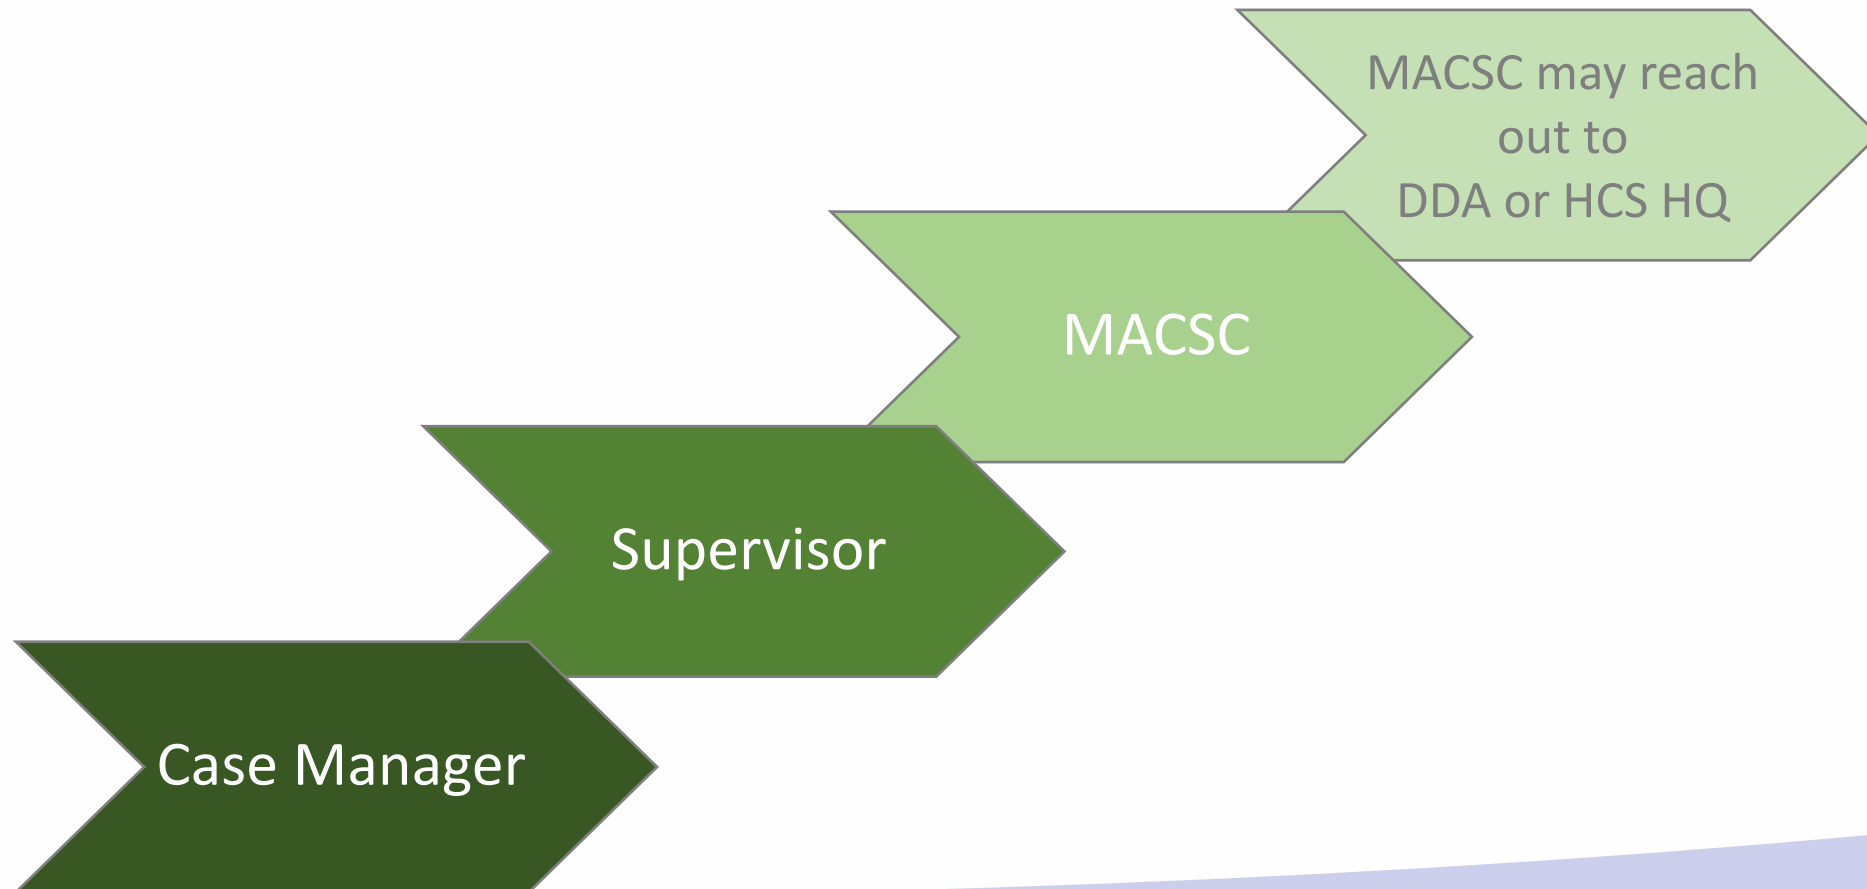 MACSC may reach
out to
DDA or HCS HQ
MACSC
Supervisor
Case Manager